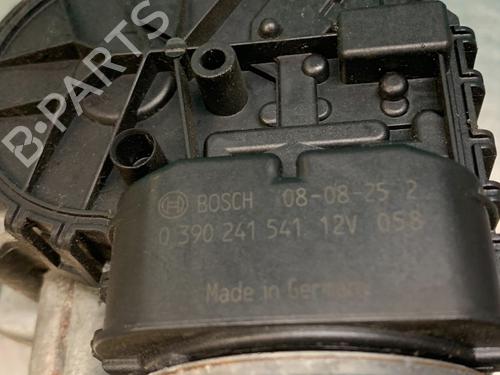 B-PARTS
BOSCH 08-08-25 2
0 390 241 541 12V 058
Made in Germany